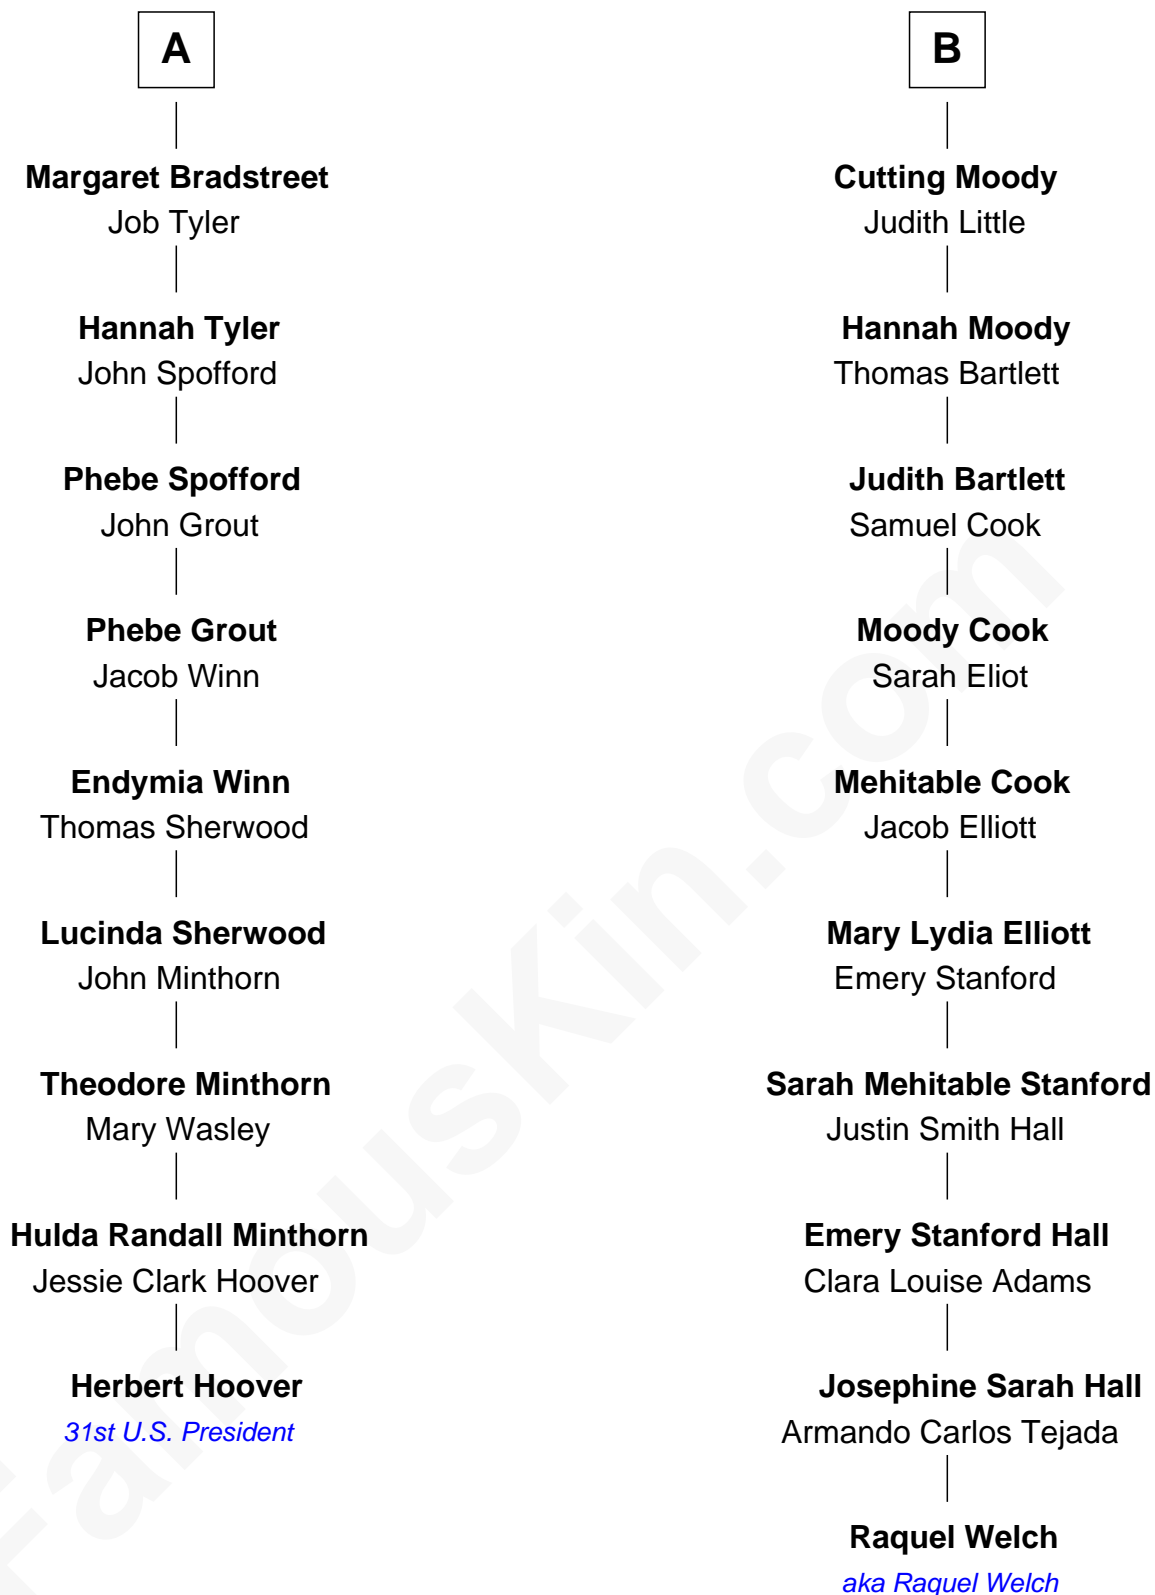 A
Margaret Bradstreet
Job Tyler
Hannah Tyler
John Spofford
Phebe Spofford
John Grout
Phebe Grout
Jacob Winn
Endymia Winn
Thomas Sherwood
Lucinda Sherwood
John Minthorn
Theodore Minthorn
Mary Wasley
Hulda Randall Minthorn
Jessie Clark Hoover
Herbert Hoover
31st U.S. President
B
Cutting Moody
Judith Little
Hannah Moody
Thomas Bartlett
Judith Bartlett
Samuel Cook
Moody Cook
Sarah Eliot
Mehitable Cook
Jacob Elliott
Mary Lydia Elliott
Emery Stanford
Sarah Mehitable Stanford
Justin Smith Hall
Emery Stanford Hall
Clara Louise Adams
Josephine Sarah Hall
Armando Carlos Tejada
Raquel Welch
aka Raquel Welch
FamousKin.com